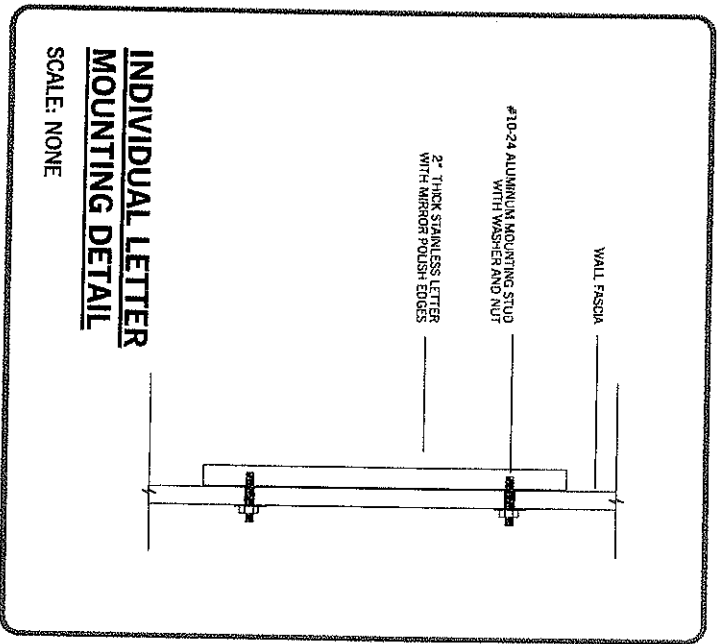 WALL FASCIA
#10-24 ALUMINUM MOUNTING STUD
WITH WASHER AND NUT
2" THICK STAINLESS LETTER
WITH MIRROR POLISH EDGES
INDIVIDUAL LETTER
MOUNTING DETAIL
SCALE: NONE